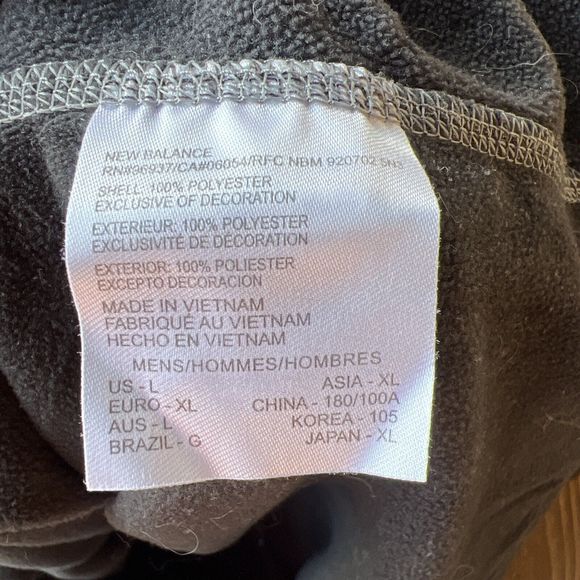 NEW BALANCE
RN#96937/CA#06054/RFC NBM 920702 SN3
SHELL: 100% POLYESTER
EXCLUSIVE OF DECORATION
EXTERIEUR: 100% POLYESTER
EXCLUSIVITÉ DE DÉCORATION
EXTERIOR: 100% POLIESTER
EXCEPTO DECORACION
MADE IN VIETNAM
FABRIQUÉ AU VIETNAM
HECHO EN VIETNAM
MENS/HOMMES/HOMBRES
US - L ASIA - XL
EURO - XL CHINA - 180/100A
AUS - L KOREA - 105
BRAZIL - G JAPAN - XL